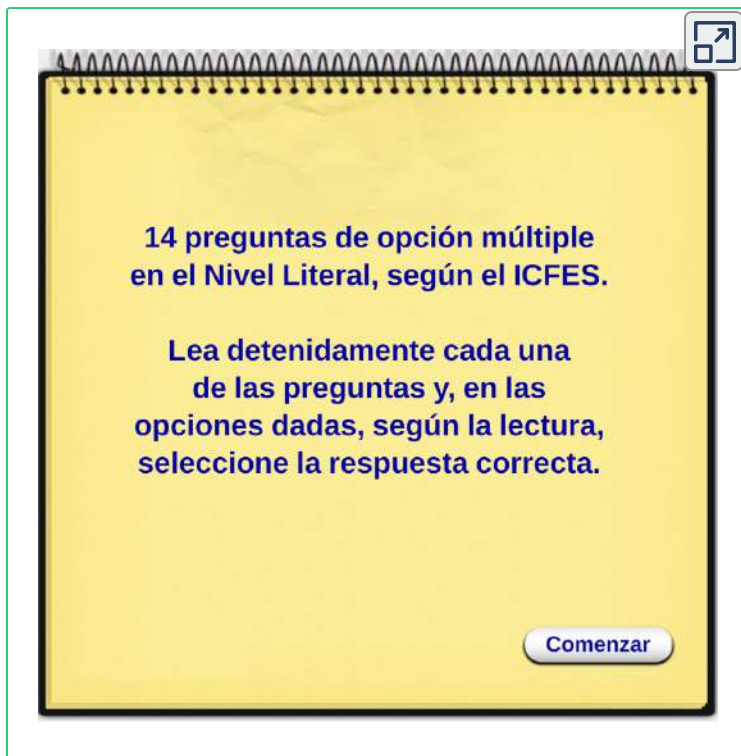 14 preguntas de opción múltiple
en el Nivel Literal, según el ICFES.
Lea detenidamente cada una
de las preguntas y, en las
opciones dadas, según la lectura,
seleccione la respuesta correcta.
Comenzar